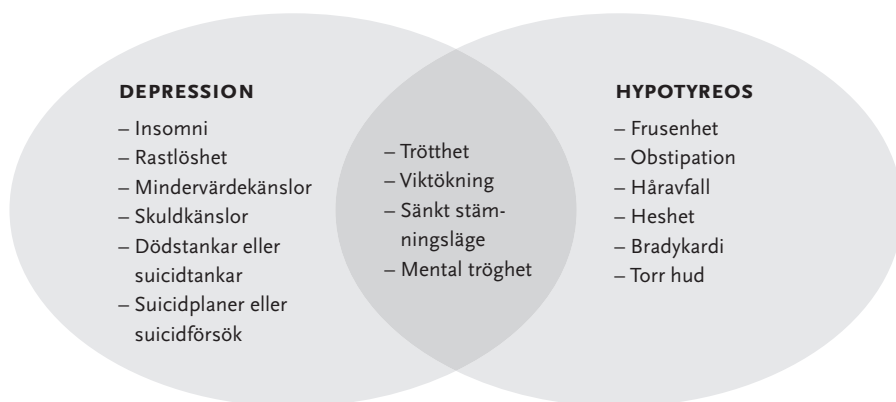 DEPRESSION
– Insomni
– Rastlöshet
– Mindervärdekänslor
– Skuldkänslor
– Dödstankar eller
suicidtankar
– Suicidplaner eller
suicidförsök
– Trötthet
– Viktökning
– Sänkt stäm-
ningsläge
– Mental tröghet
HYPOTYREOS
– Frusenhet
– Obstipation
– Håravfall
– Heshet
– Bradykardi
– Torr hud